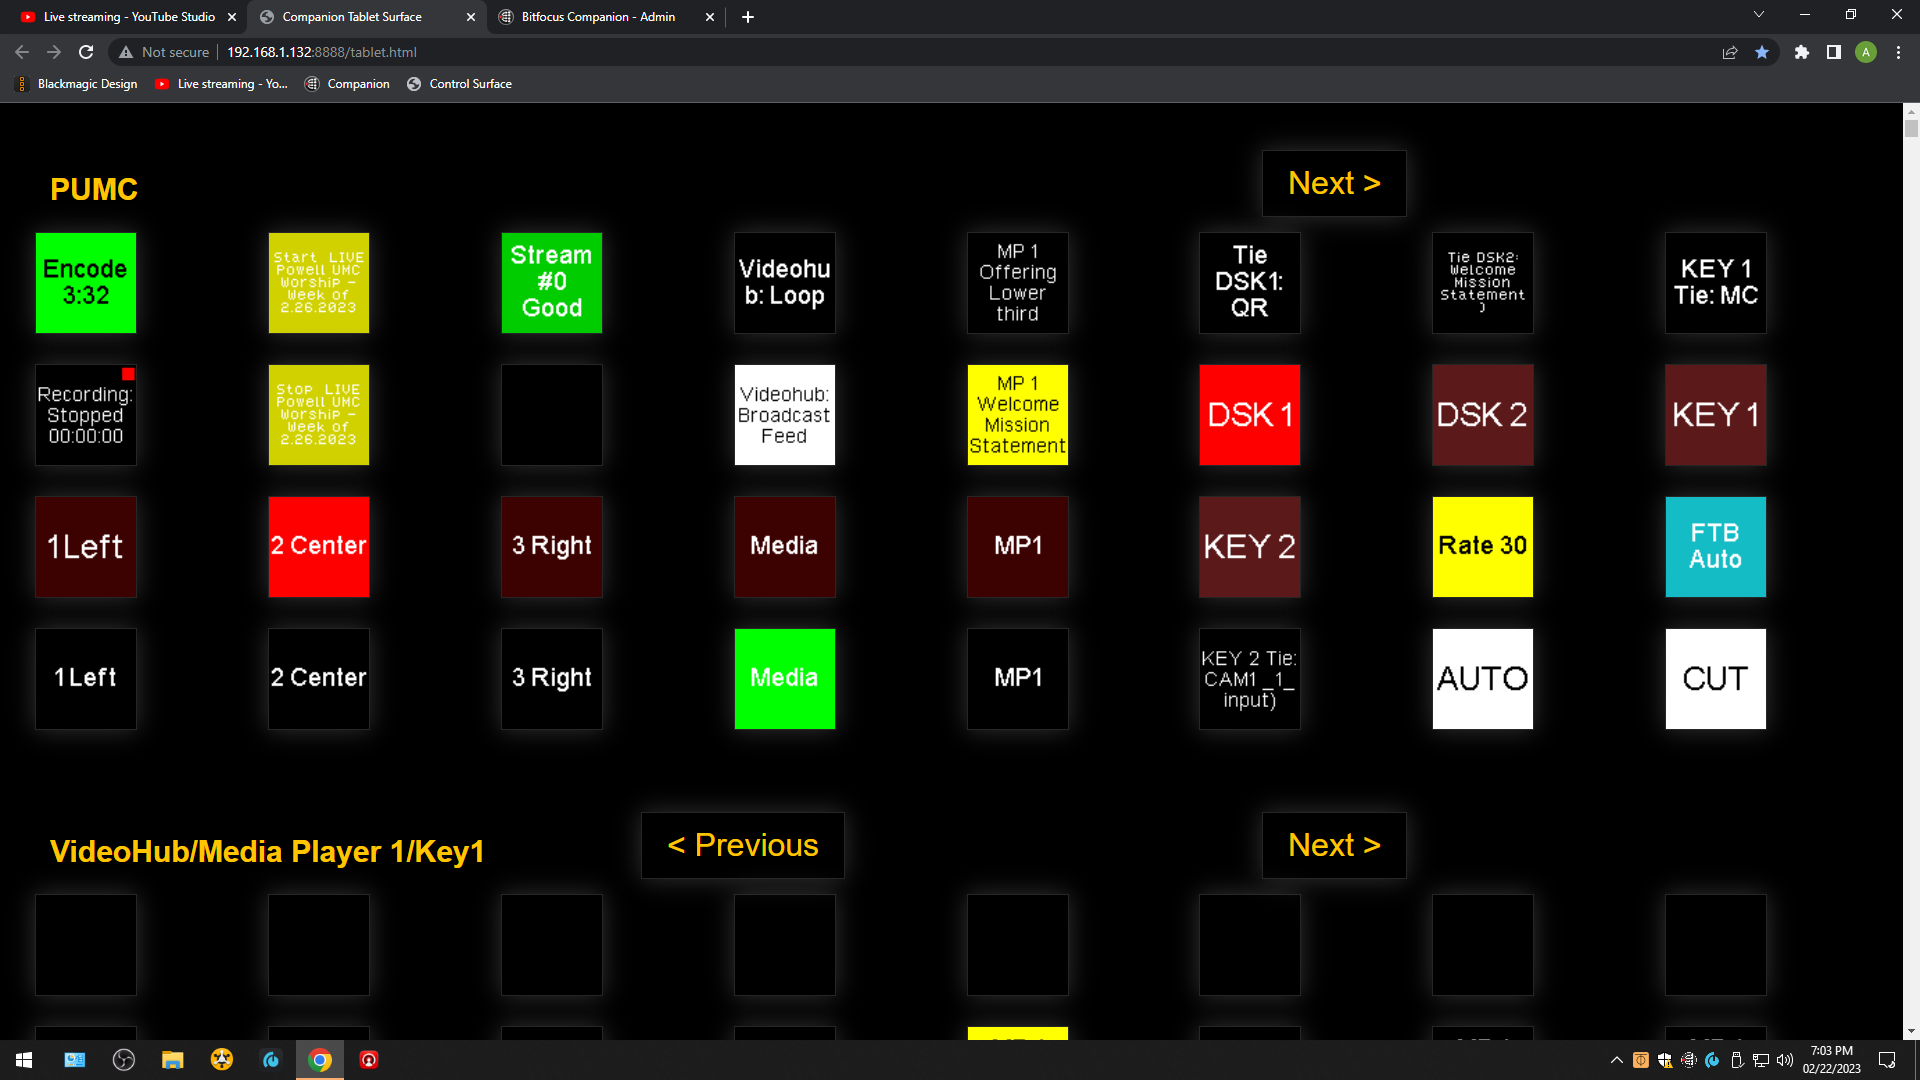 Live streaming - YouTube Studio
Companion Tablet Surface
Bitfocus Companion - Admin
Not secure
192.168.1.132:8888/tablet.html
A
Blackmagic Design
Live streaming - Yo...
Companion
Control Surface
PUMC
Next >
Encode
3:32
Start LIVE
Powell UMC
Worship -
Week of
2.26.2023
Stream
#0
Good
Videohu
b: Loop
MP 1
Offering
Lower
third
Tie
DSK1:
QR
Tie DSK2:
Welcome
Mission
Statement
)
KEY 1
Tie: MC
Recording:
Stopped
00:00:00
Stop LIVE
Powell UMC
Worship -
Week of
2.26.2023
Videohub:
Broadcast
Feed
MP 1
Welcome
Mission
Statement
DSK 1
DSK 2
KEY 1
1Left
2 Center
3 Right
Media
MP1
KEY 2
Rate 30
FTB
Auto
1Left
2 Center
3 Right
Media
MP1
KEY 2 Tie:
CAM1 _1_
input)
AUTO
CUT
VideoHub/Media Player 1/Key1
< Previous
Next >
7:03 PM
02/22/2023